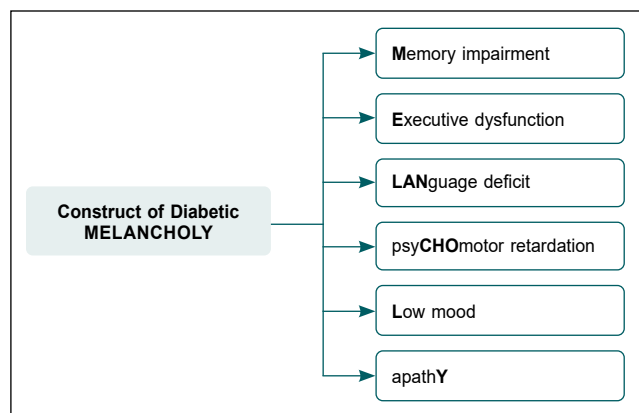 Memory impairment
Executive dysfunction
LANguage deficit
Construct of Diabetic
MELANCHOLY
psyCHOmotor retardation
Low mood
apathY